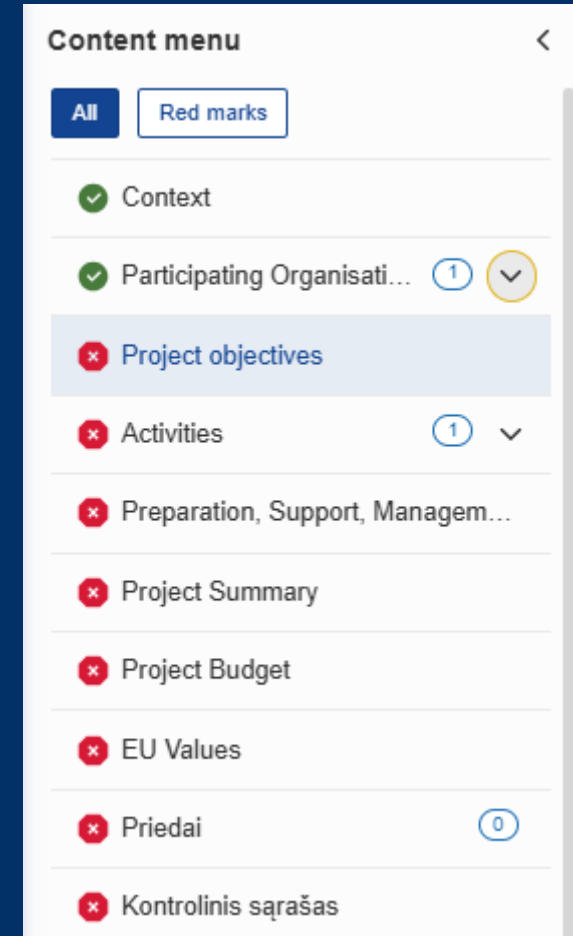 Content menu
All Red marks
Context
Participating Organisati... 1
Project objectives
Activities 1
Preparation, Support, Managem...
Project Summary
Project Budget
EU Values
Priedai 0
Kontrolinis sąrašas